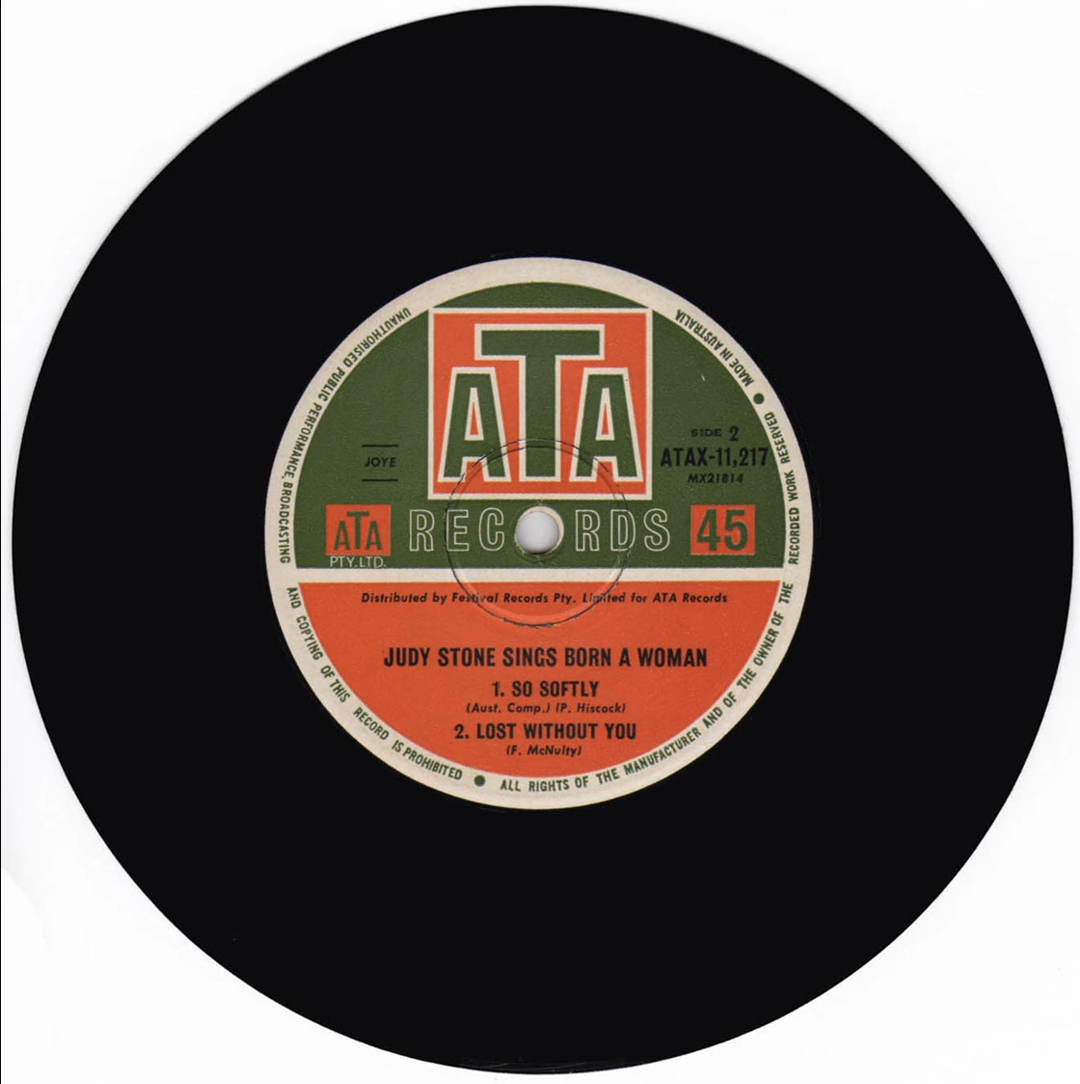 ATA
SIDE 2
ATAX-11,217
MX21814
JOYE
ATA
PTY.LTD.
RECORDS
45
Distributed by Festival Records Pty. Limited for ATA Records
JUDY STONE SINGS BORN A WOMAN
1. SO SOFTLY
(Aust. Comp.) (P. Hiscock)
2. LOST WITHOUT YOU
(F. McNulty)
UNAUTHORISED PUBLIC PERFORMANCE, BROADCASTING AND COPYING OF THIS RECORD IS PROHIBITED ● ALL RIGHTS OF THE MANUFACTURER AND OF THE OWNER OF THE RECORDED WORK RESERVED ● MADE IN AUSTRALIA